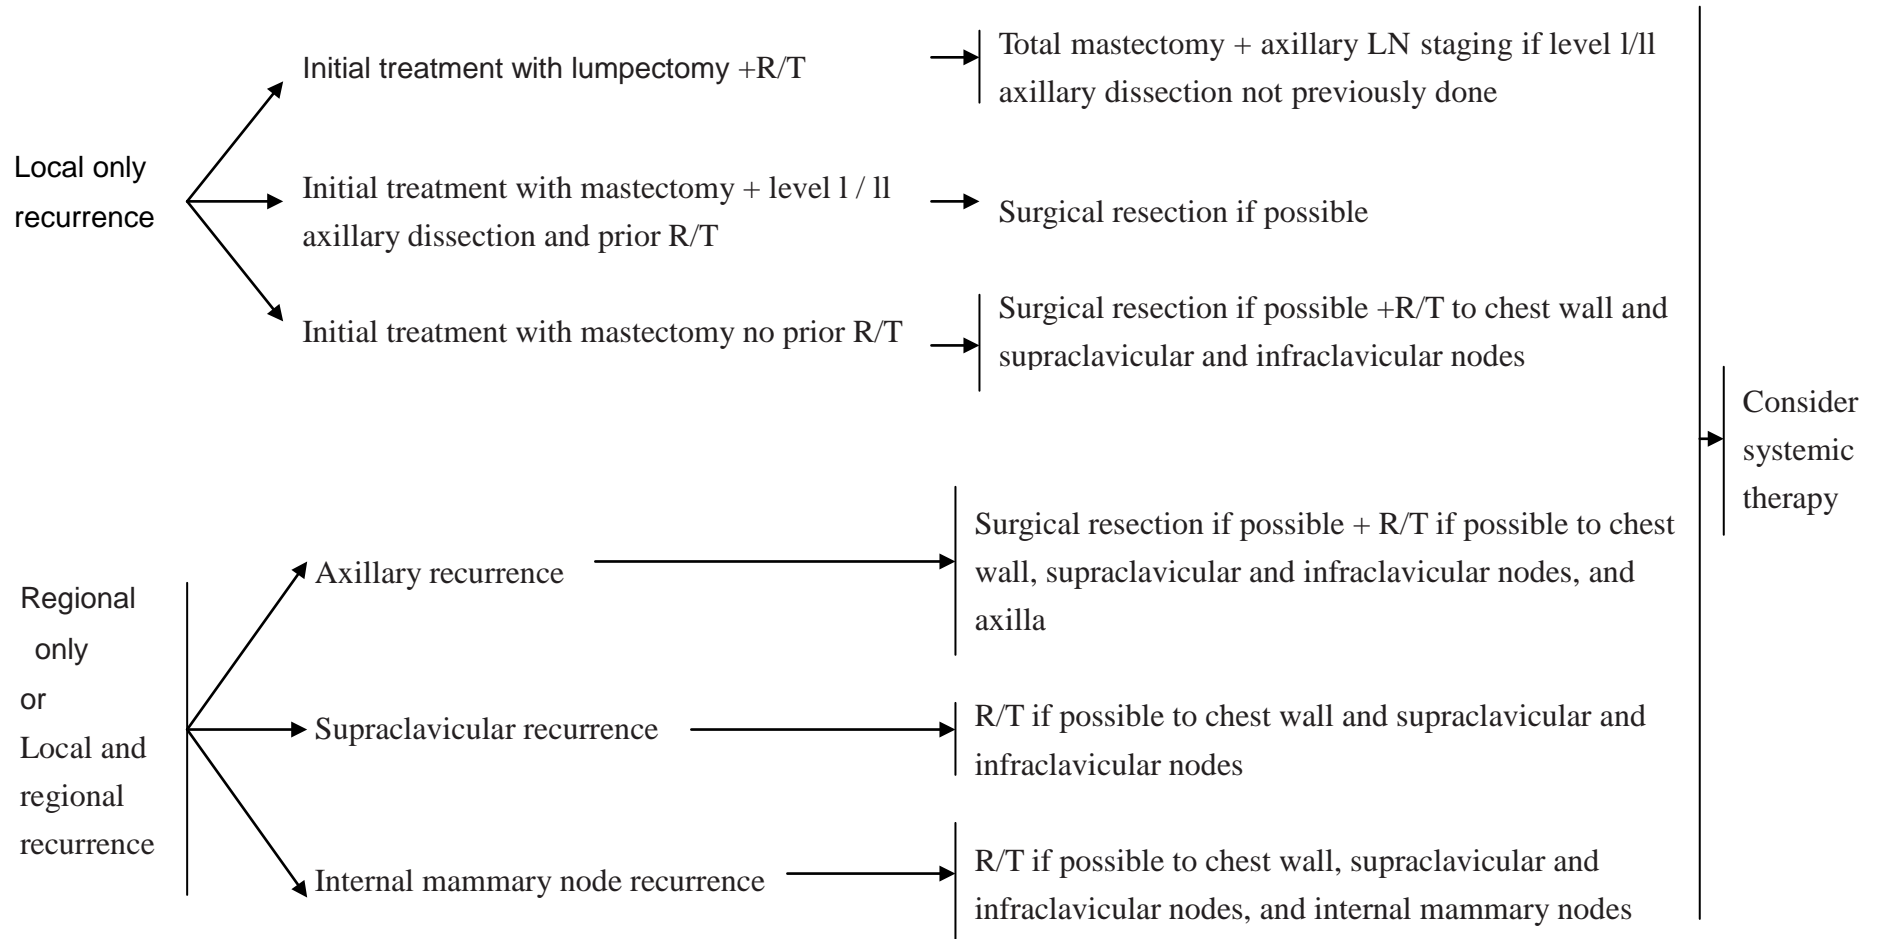 Local only
recurrence
Initial treatment with lumpectomy +R/T
Total mastectomy + axillary LN staging if level l/ll
axillary dissection not previously done
Initial treatment with mastectomy + level l / ll
axillary dissection and prior R/T
Surgical resection if possible
Initial treatment with mastectomy no prior R/T
Surgical resection if possible +R/T to chest wall and
supraclavicular and infraclavicular nodes
Regional
only
or
Local and
regional
recurrence
Axillary recurrence
Surgical resection if possible + R/T if possible to chest
wall, supraclavicular and infraclavicular nodes, and
axilla
Supraclavicular recurrence
R/T if possible to chest wall and supraclavicular and
infraclavicular nodes
Internal mammary node recurrence
R/T if possible to chest wall, supraclavicular and
infraclavicular nodes, and internal mammary nodes
Consider
systemic
therapy